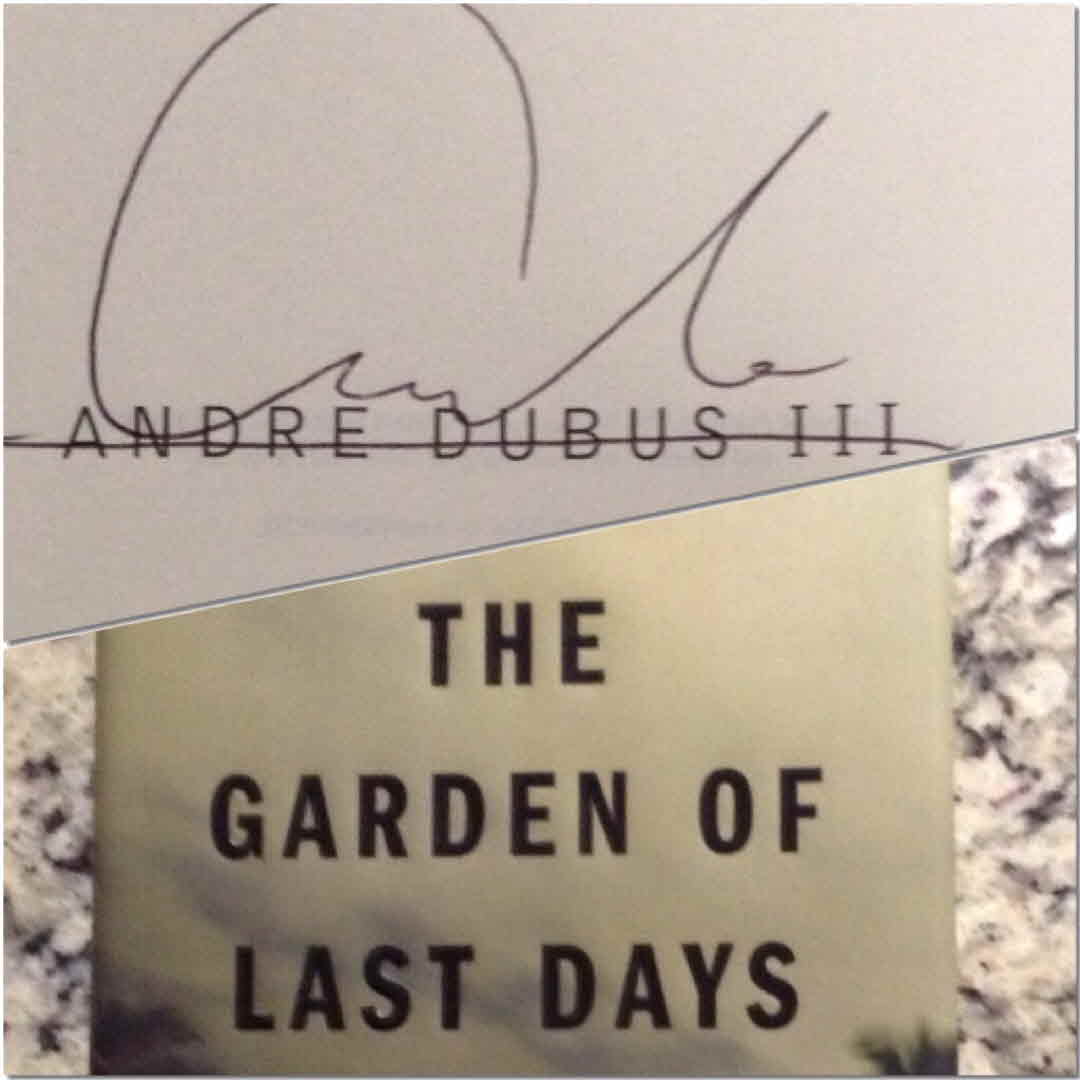 ANDRE DUBUS III
THE
GARDEN OF
LAST DAYS